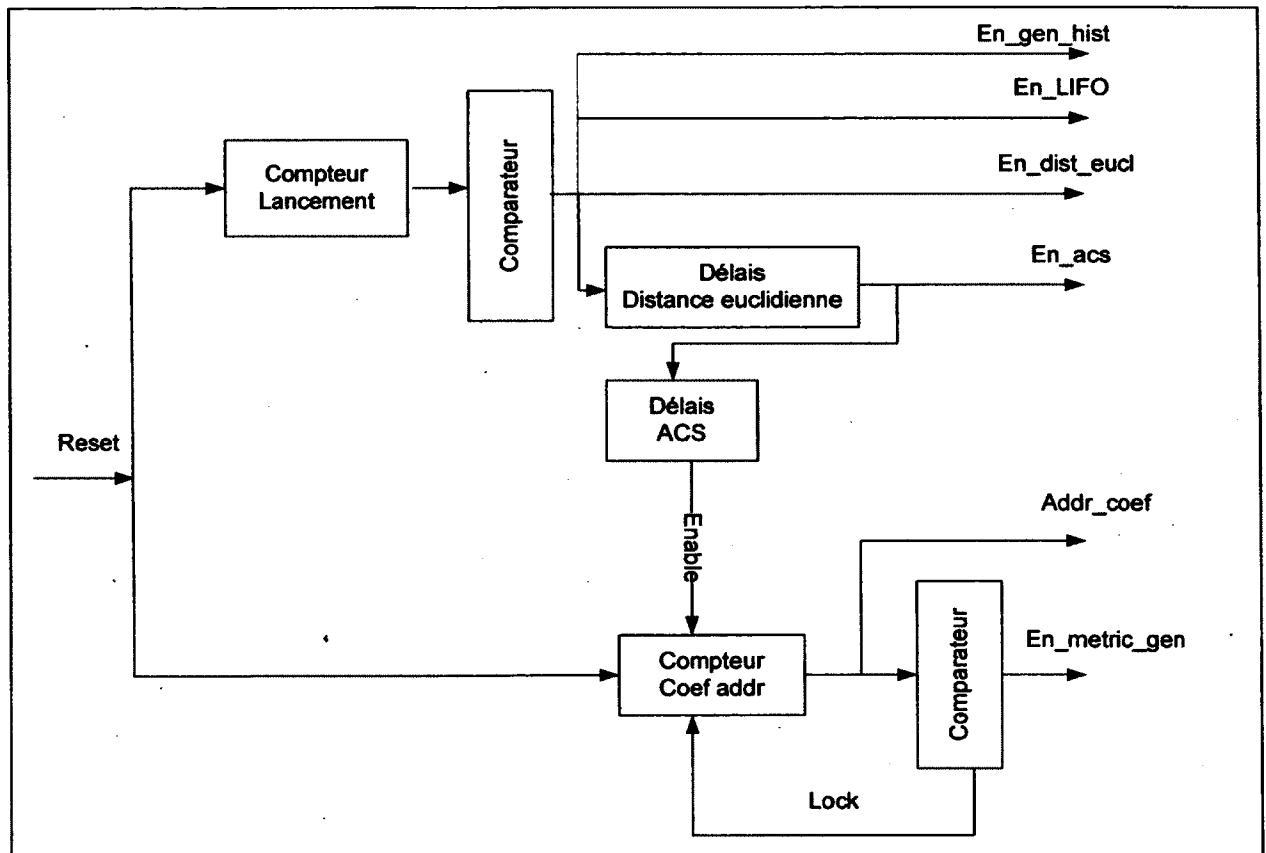 En_gen_hist
En_LIFO
Compteur
Lancement
Comparateur
En_dist_eucl
En_acs
Délais
Distance euclidienne
Délais
ACS
Reset
Enable
Addr_coef
Compteur
Coef addr
Comparateur
En_metric_gen
Lock